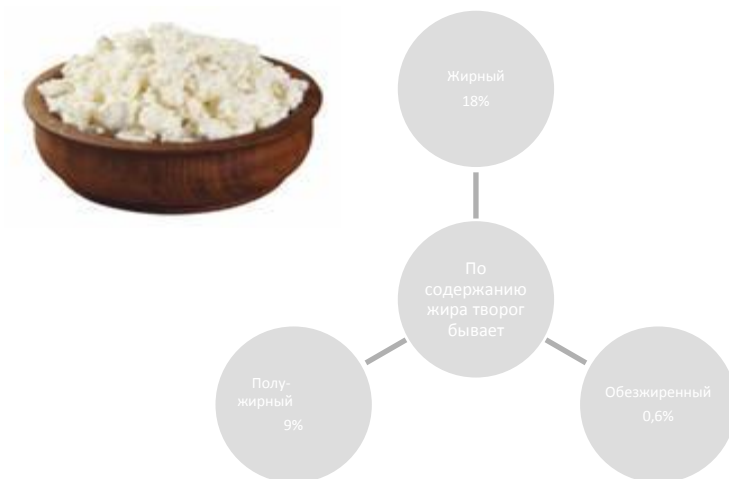 Жирный
18%
По
содержанию
жира творог
бывает
Полу-
жирный
9%
Обезжиренный
0,6%